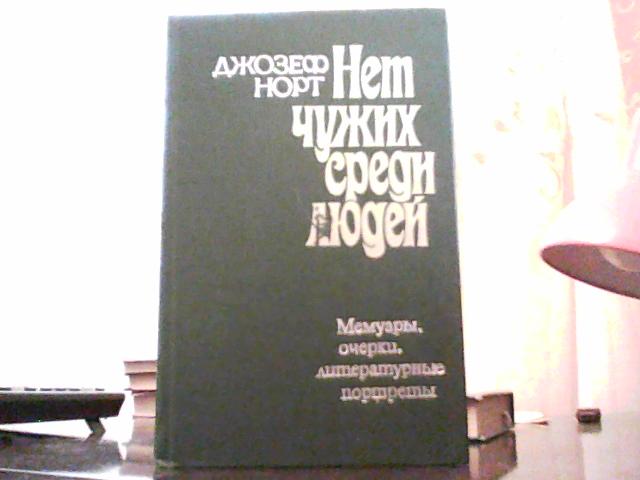 ДЖОЗЕФ
НОРТ
Нет
чужих
среди
людей
Мемуары,
очерки,
литературные
портреты